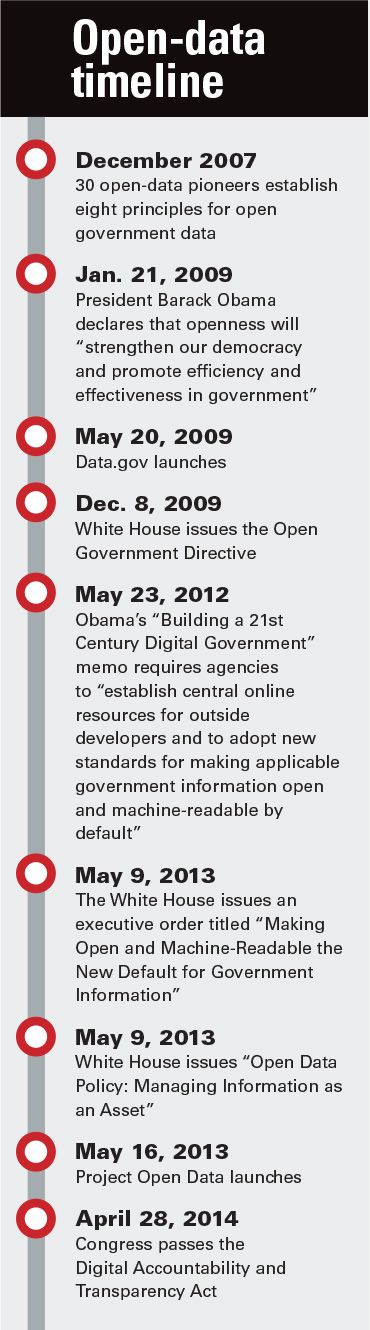 Open-data
timeline
December 2007
30 open-data pioneers establish
eight principles for open
government data
Jan. 21, 2009
President Barack Obama
declares that openness will
“strengthen our democracy
and promote efficiency and
effectiveness in government”
May 20, 2009
Data.gov launches
Dec. 8, 2009
White House issues the Open
Government Directive
May 23, 2012
Obama’s “Building a 21st
Century Digital Government”
memo requires agencies
to “establish central online
resources for outside
developers and to adopt new
standards for making applicable
government information open
and machine-readable by
default”
May 9, 2013
The White House issues an
executive order titled “Making
Open and Machine-Readable the
New Default for Government
Information”
May 9, 2013
White House issues “Open Data
Policy: Managing Information as
an Asset”
May 16, 2013
Project Open Data launches
April 28, 2014
Congress passes the
Digital Accountability and
Transparency Act